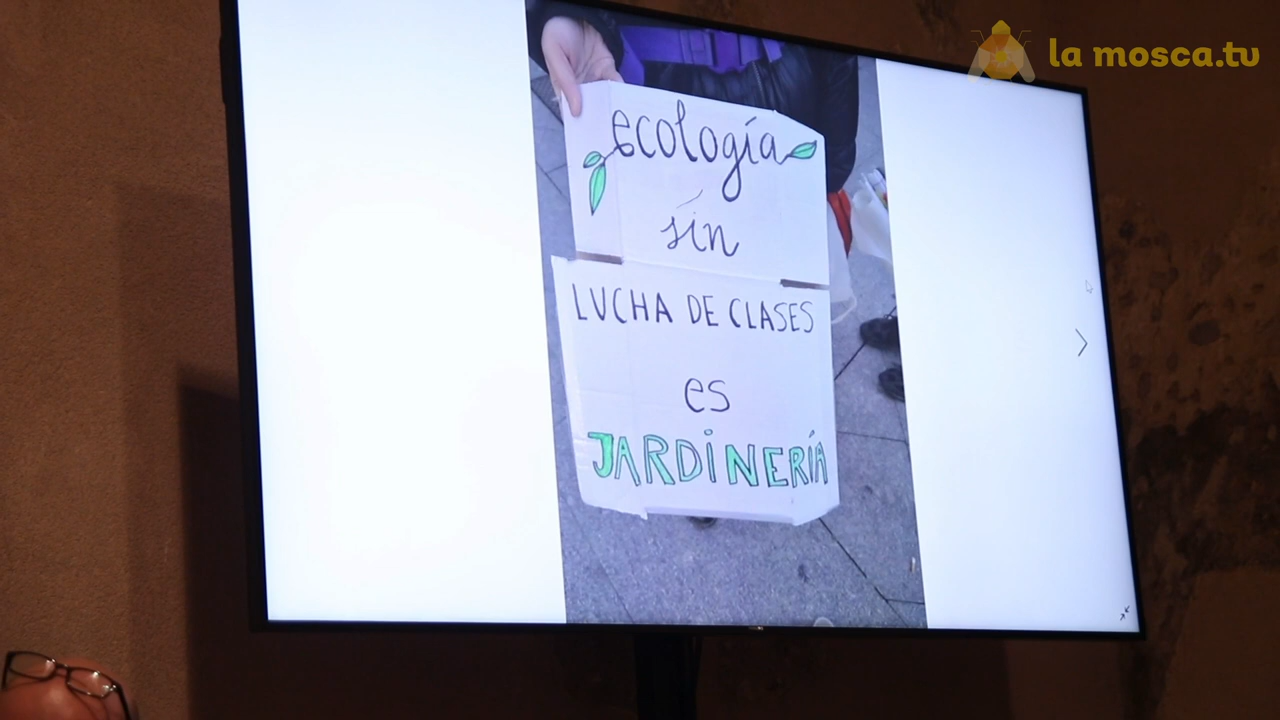 la mosca.tv
ecología
sin
LUCHA DE CLASES
es
JARDINERÍA